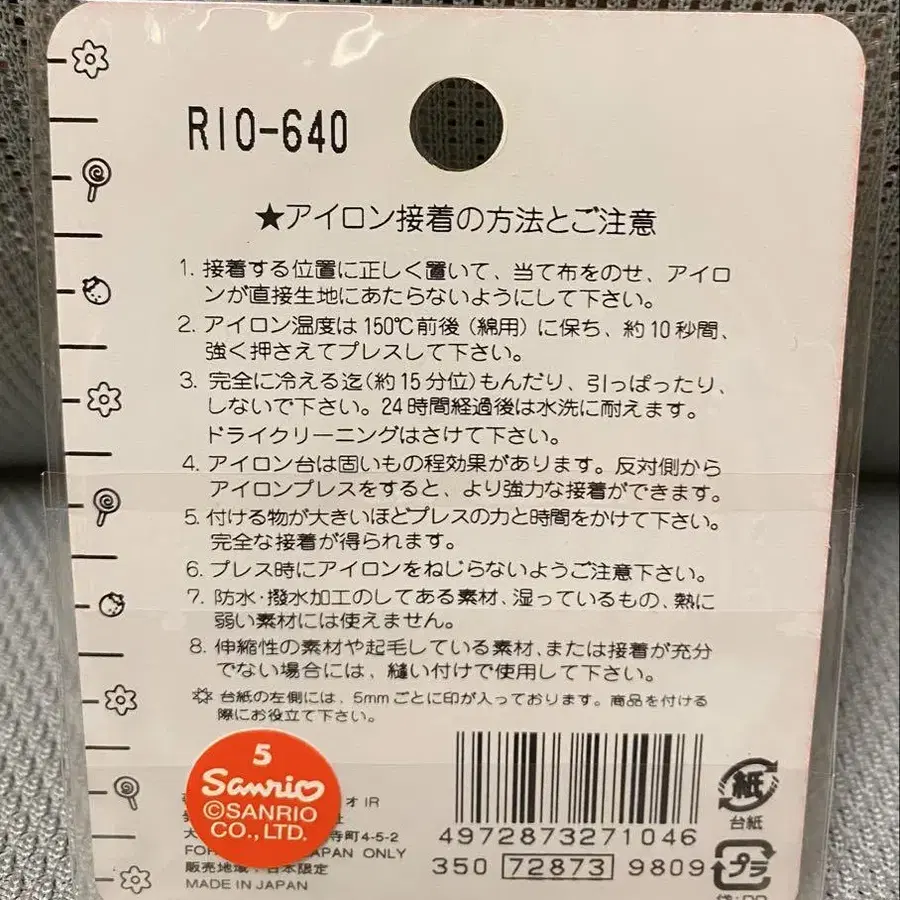 RIO-640
★アイロン接着の方法とご注意
1. 接着する位置に正しく置いて、当て布をのせ、アイロ
ンが直接生地にあたらないようにして下さい。
2. アイロン温度は150℃前後（綿用）に保ち、約10秒間、
強く押さえてプレスして下さい。
3. 完全に冷える迄(約15分位)もんだり、引っぱったり、
しないで下さい。24時間経過後は水洗に耐えます。
ドライクリーニングはさけて下さい。
4. アイロン台は固いもの程効果があります。反対側から
アイロンプレスをすると、より強力な接着ができます。
5. 付ける物が大きいほどプレスの力と時間をかけて下さい。
完全な接着が得られます。
6. プレス時にアイロンをねじらないようご注意下さい。
7. 防水・撥水加工のしてある素材、湿っているもの、熱に
弱い素材には使えません。
8. 伸縮性の素材や起毛している素材、または接着が充分
でない場合には、縫い付けで使用して下さい。
台紙の左側には、5mmごとに印が入っております。商品を付ける
際にお役立て下さい。
5
Sanrio
©SANRIO
CO., LTD.
オ IR
寺町4-5-2
FOR JAPAN ONLY
販売地域：日本限定
MADE IN JAPAN
4972873271046
350 72873 9809
紙
台紙
プラ